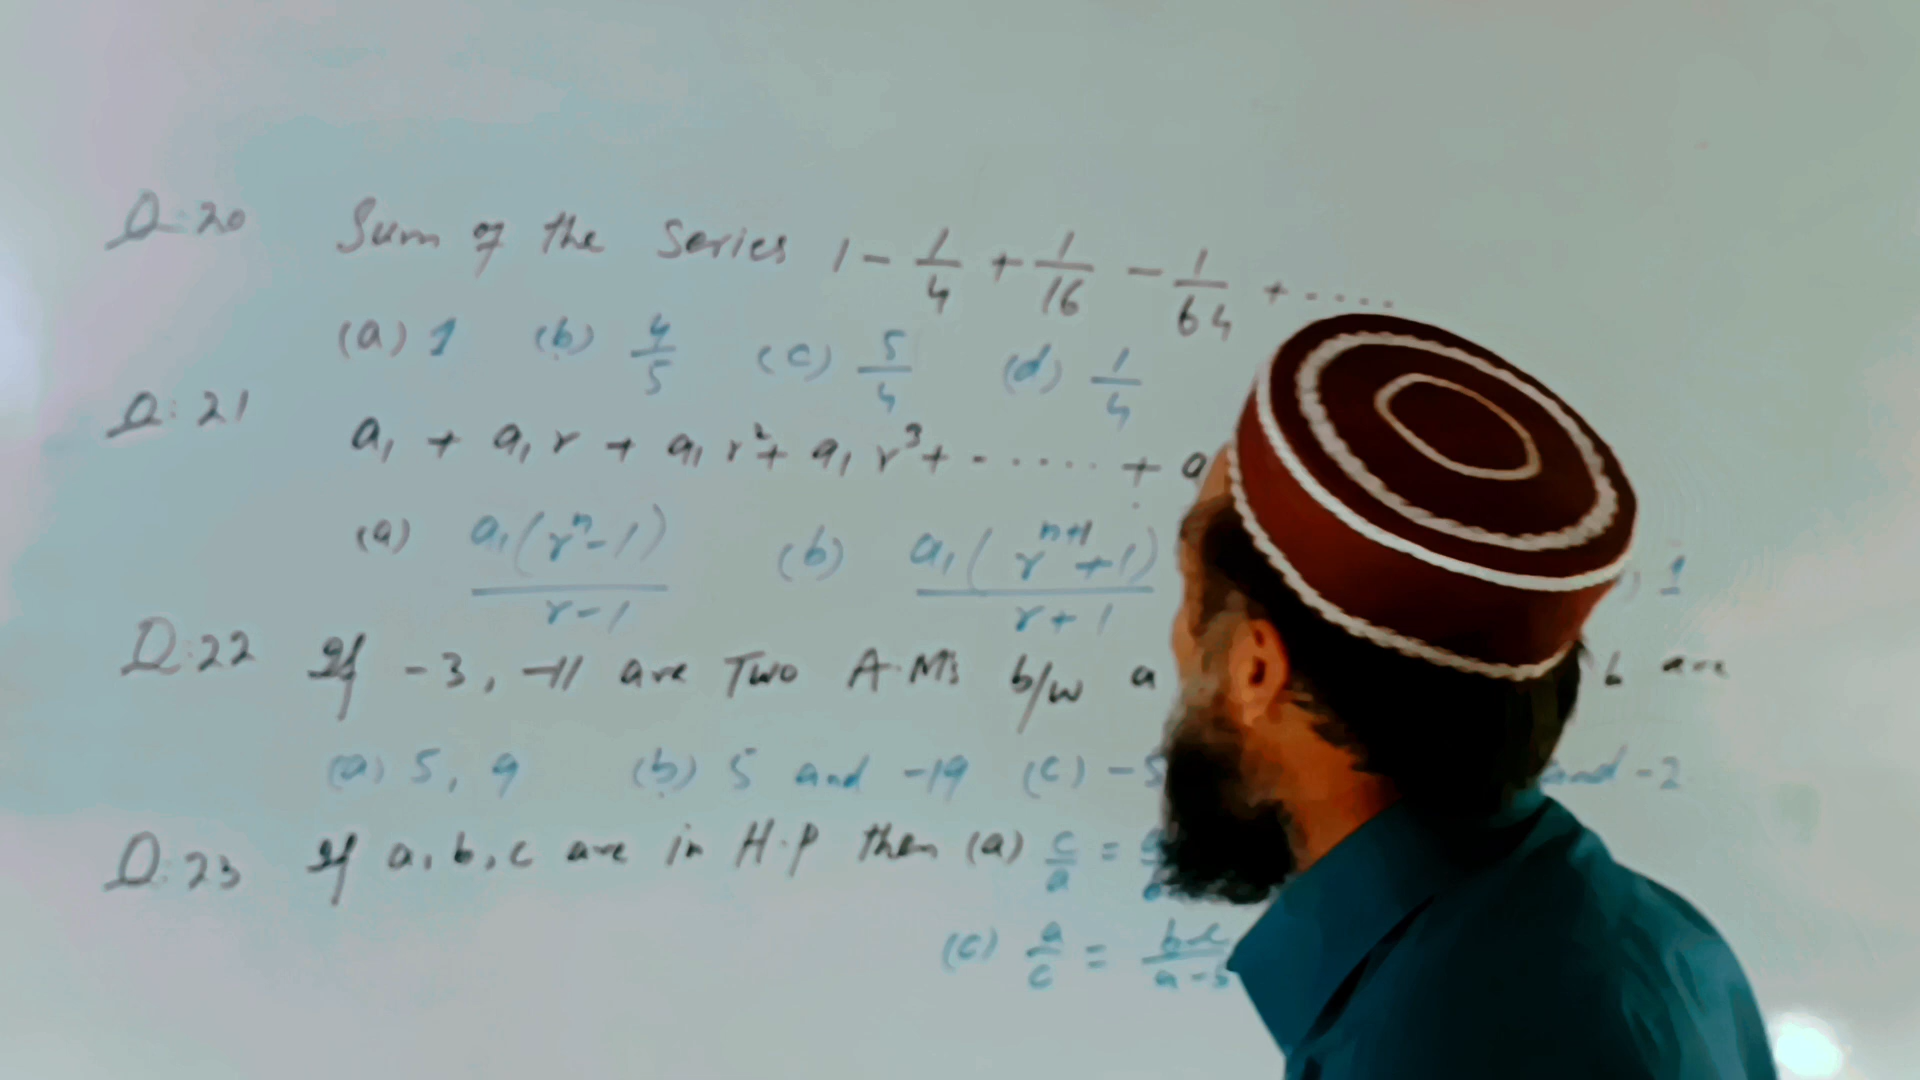 Q:20 Sum of the Series 1 - 1/4 + 1/16 - 1/64 + ....
(a) 1 (b) 4/5 (c) 5/4 (d) 1/4
Q:21 a₁ + a₁r + a₁r² + a₁r³ + ...... + a
(a) a₁(rⁿ-1)/(r-1) (b) a₁(rⁿ⁺¹+1)/(r+1) ) 1
Q:22 If -3, -11 are Two A.M's b/w a b are
(a) 5, 9 (b) 5 and -19 (c) -5 and -2
Q:23 If a, b, c are in H.P then (a) c/a =
(c) a/c = b-c/a-b